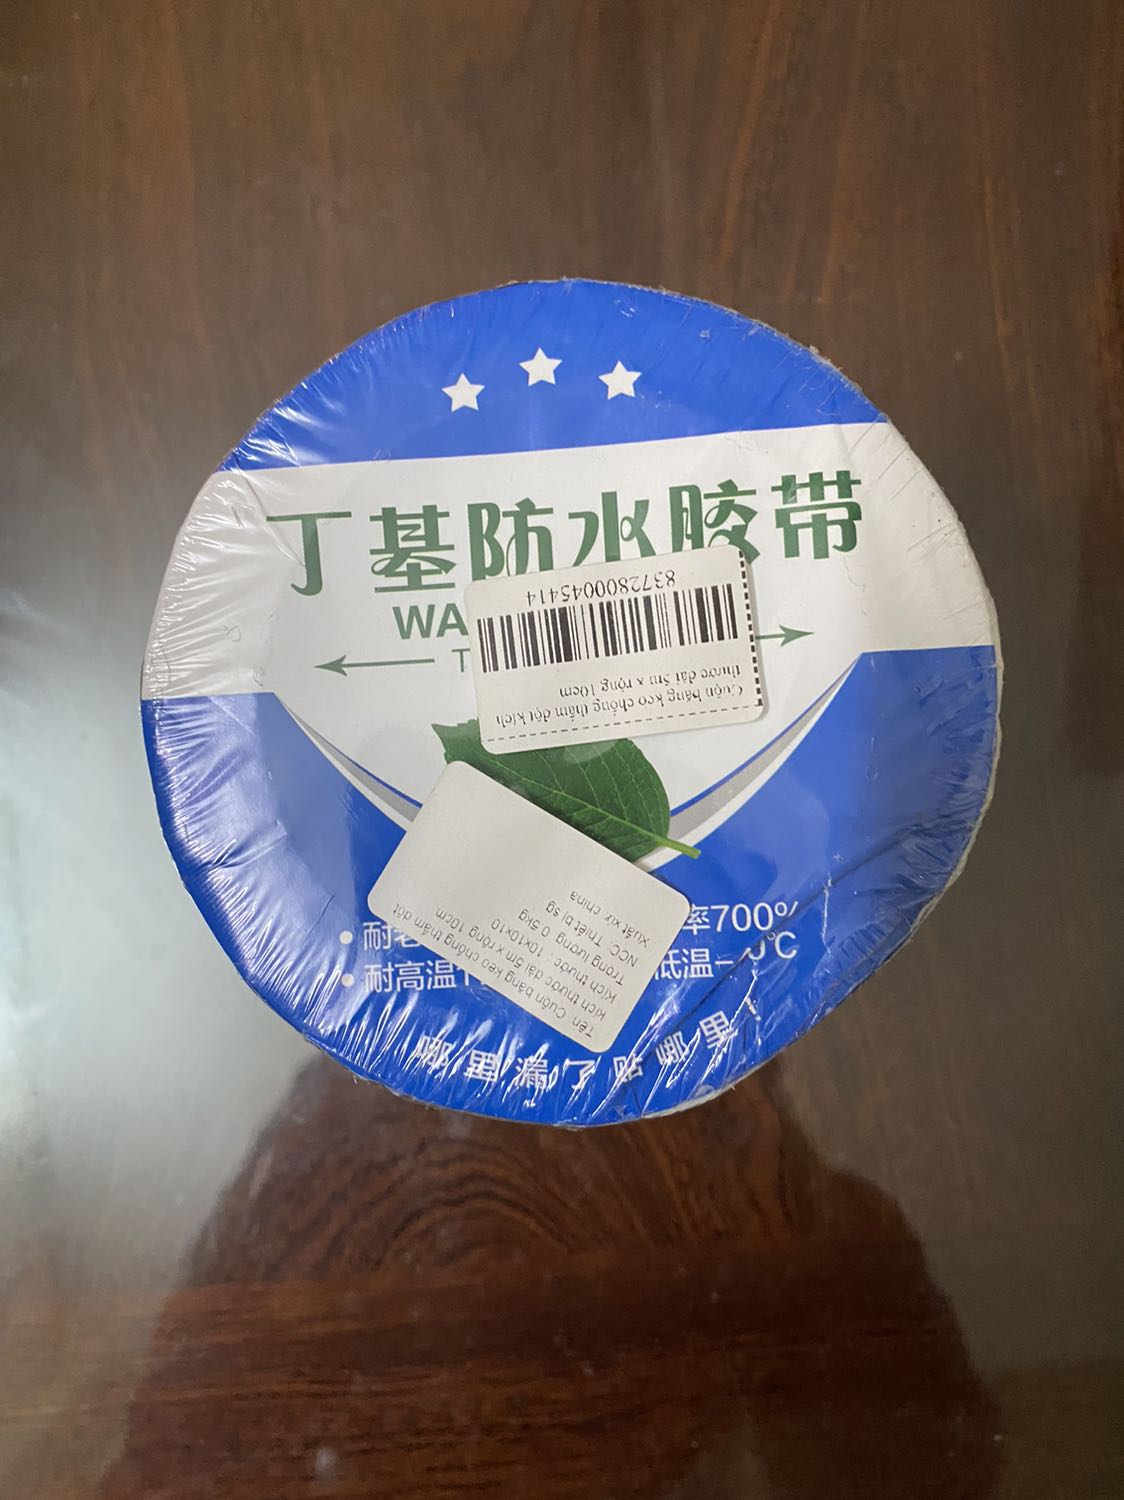 丁基防水胶带
WA
T
8372800045414
Cuộn băng keo chống thấm dột kích
thước dài 5m x rộng 10cm
Tên: Cuộn băng keo chống thấm dột
kích thước dài 5m x rộng 10cm
Kích thước: 10x10x10
Trọng lượng 0.5kg
NCC: Thiết bị sg
Xuất xứ china
耐老 率700%
耐高温1 低温- 0℃
哪里漏了贴哪里!